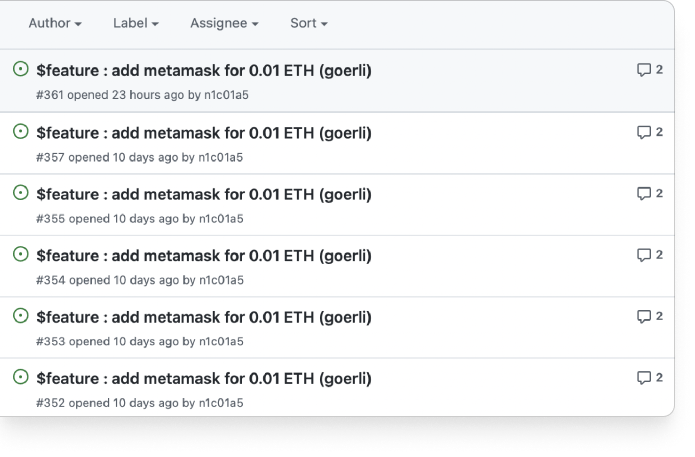 Author Label Assignee Sort
$feature : add metamask for 0.01 ETH (goerli) 2
#361 opened 23 hours ago by n1c01a5
$feature : add metamask for 0.01 ETH (goerli) 2
#357 opened 10 days ago by n1c01a5
$feature : add metamask for 0.01 ETH (goerli) 2
#355 opened 10 days ago by n1c01a5
$feature : add metamask for 0.01 ETH (goerli) 2
#354 opened 10 days ago by n1c01a5
$feature : add metamask for 0.01 ETH (goerli) 2
#353 opened 10 days ago by n1c01a5
$feature : add metamask for 0.01 ETH (goerli) 2
#352 opened 10 days ago by n1c01a5